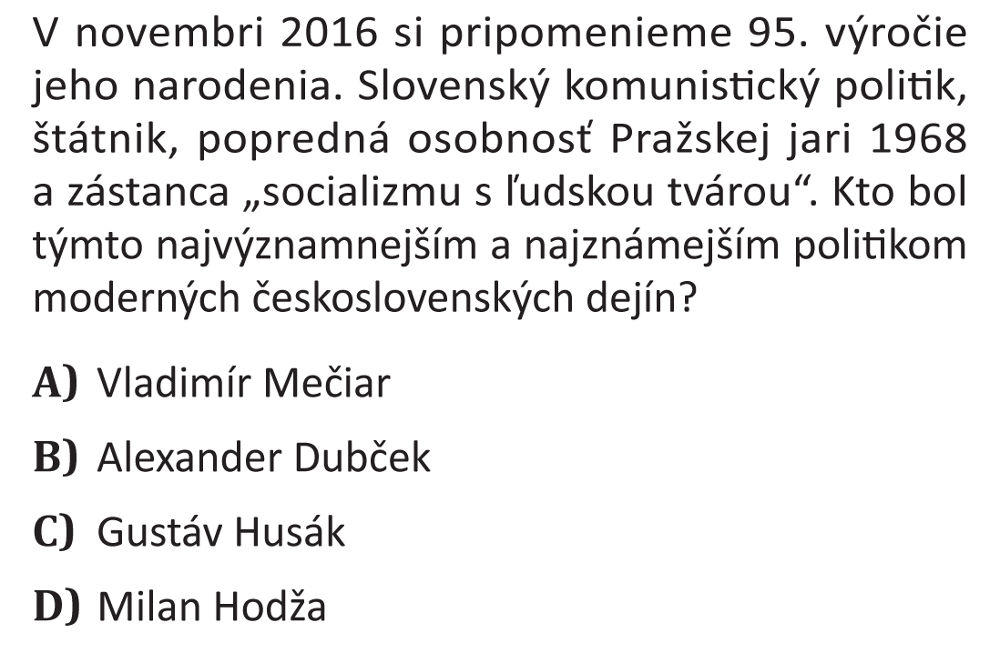 V novembri 2016 si pripomenieme 95. výročie
jeho narodenia. Slovenský komunistický politik,
štátnik, popredná osobnosť Pražskej jari 1968
a zástanca „socializmu s ľudskou tvárou“. Kto bol
týmto najvýznamnejším a najznámejším politikom
moderných československých dejín?
A) Vladimír Mečiar
B) Alexander Dubček
C) Gustáv Husák
D) Milan Hodža